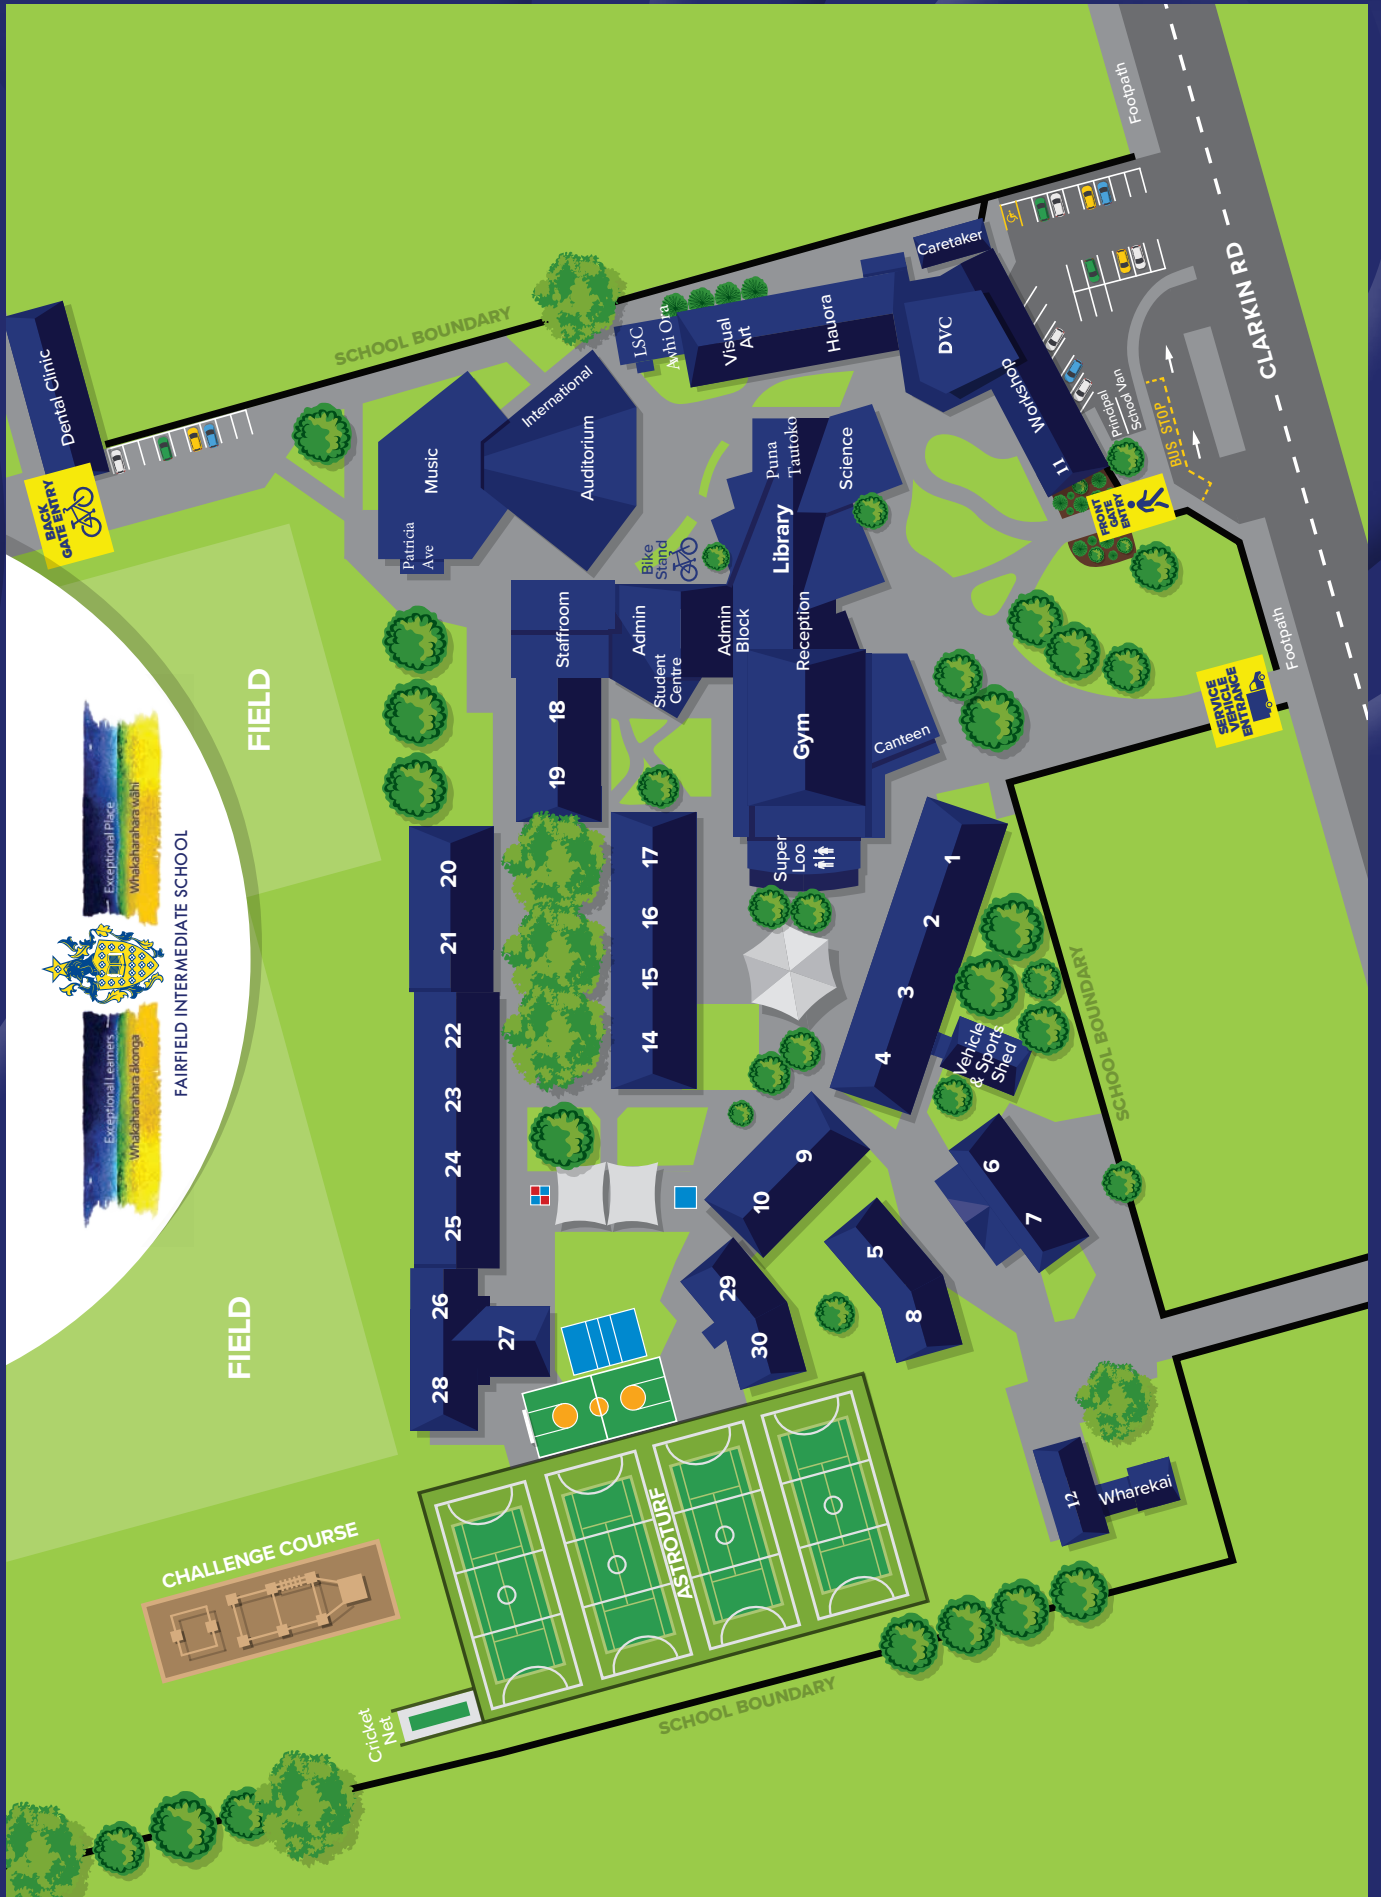 Exceptional Learners
Exceptional Place
Whakahaharahara ākonga
Whakahaharahara wāhi
FAIRFIELD INTERMEDIATE SCHOOL
FIELD
FIELD
CHALLENGE COURSE
Cricket
Net
ASTROTURF
SCHOOL BOUNDARY
SCHOOL BOUNDARY
SCHOOL BOUNDARY
BACK
GATE ENTRY
Dental Clinic
Patricia
Ave
Music
International
Auditorium
LSC
Awhi Ora
Visual
Art
Hauora
DVC
Caretaker
Workshop
11
Principal
School Van
BUS STOP
CLARKIN RD
Footpath
Footpath
FRONT
GATE
ENTRY
SERVICE
VEHICLE
ENTRANCE
Bike
Stand
Puna
Tautoko
Science
Library
Staffroom
Admin
Student
Centre
Admin
Block
Reception
Gym
Canteen
Super
Loo
18
19
20
21
22
23
24
25
26
27
28
17
16
15
14
1
2
3
4
Vehicle
& Sports
Shed
9
10
6
7
5
8
29
30
12
Wharekai